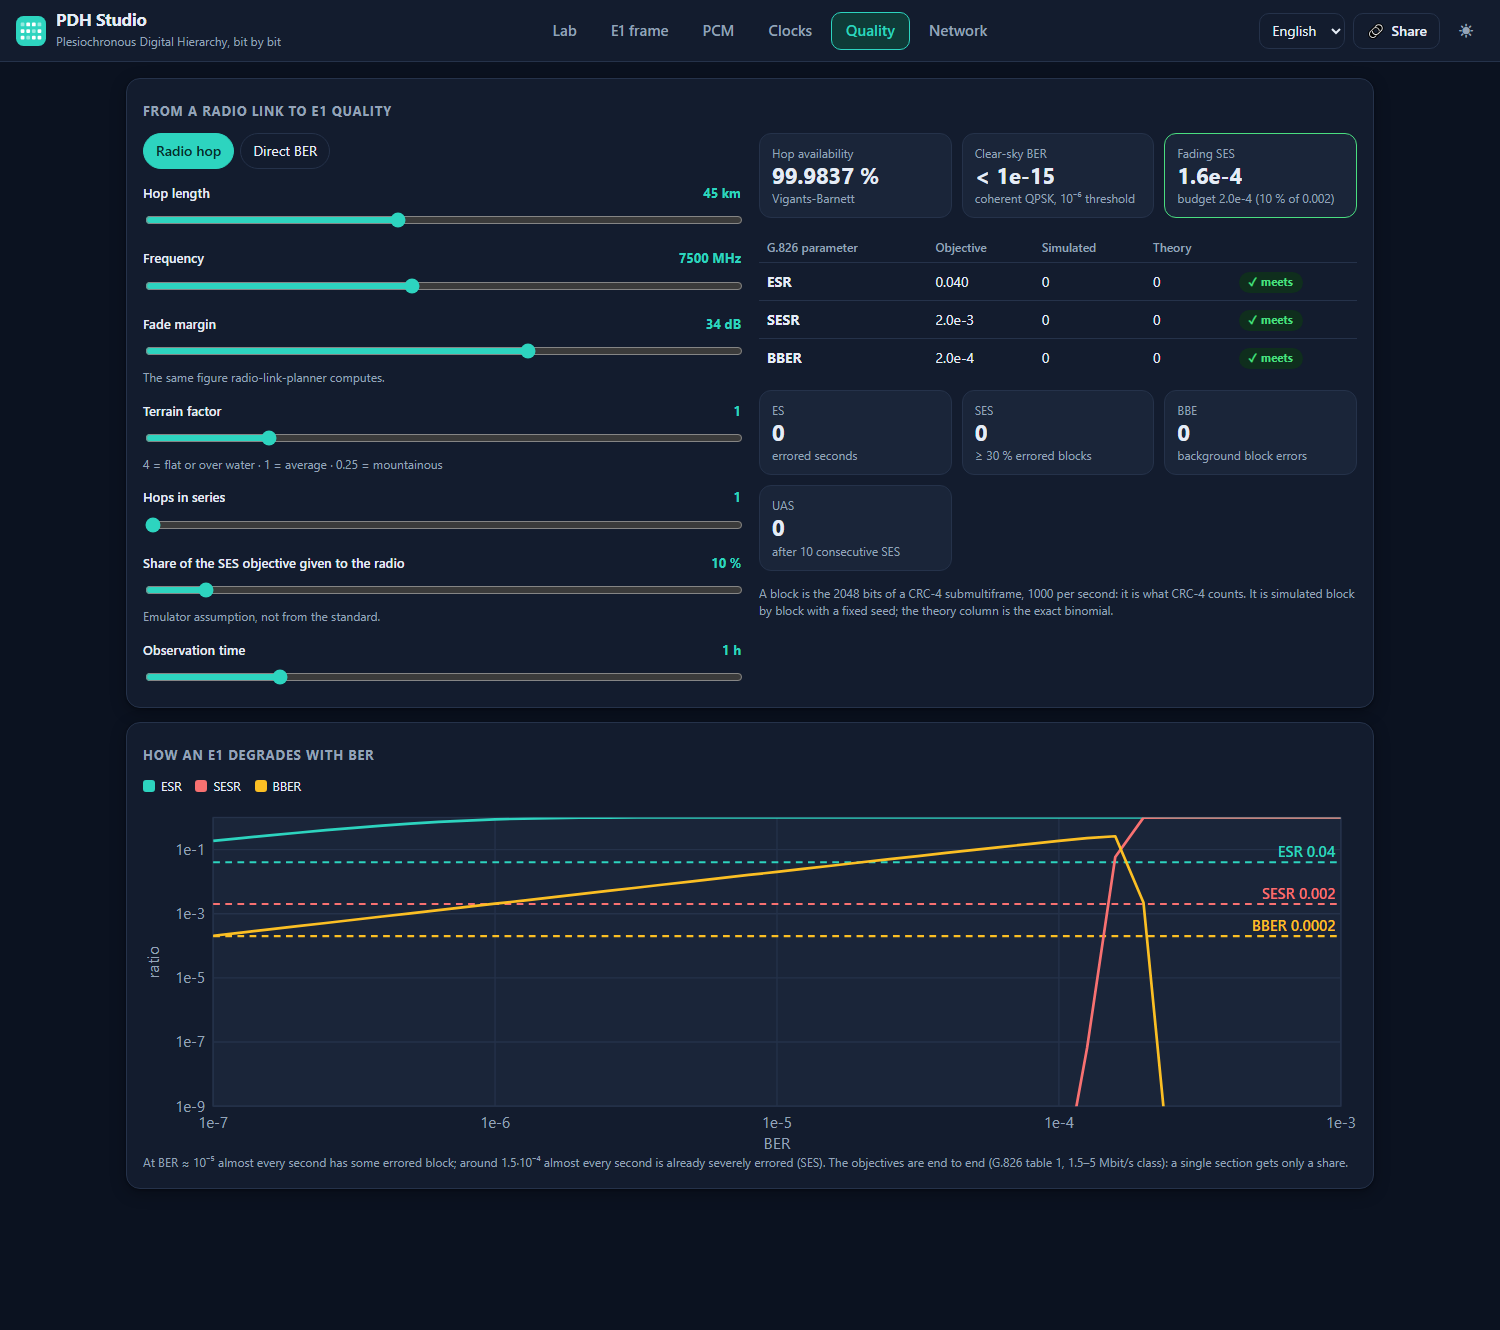 PDH Studio
Plesiochronous Digital Hierarchy, bit by bit
Lab
E1 frame
PCM
Clocks
Quality
Network
English
Share
FROM A RADIO LINK TO E1 QUALITY
Radio hop
Direct BER
Hop length
45 km
Frequency
7500 MHz
Fade margin
34 dB
The same figure radio-link-planner computes.
Terrain factor
1
4 = flat or over water · 1 = average · 0.25 = mountainous
Hops in series
1
Share of the SES objective given to the radio
10 %
Emulator assumption, not from the standard.
Observation time
1 h
Hop availability
99.9837 %
Vigants-Barnett
Clear-sky BER
< 1e-15
coherent QPSK, 10⁻⁶ threshold
Fading SES
1.6e-4
budget 2.0e-4 (10 % of 0.002)
G.826 parameter Objective Simulated Theory
ESR 0.040 0 0 ✓ meets
SESR 2.0e-3 0 0 ✓ meets
BBER 2.0e-4 0 0 ✓ meets
ES
0
errored seconds
SES
0
≥ 30 % errored blocks
BBE
0
background block errors
UAS
0
after 10 consecutive SES
A block is the 2048 bits of a CRC-4 submultiframe, 1000 per second: it is what CRC-4 counts. It is simulated block
by block with a fixed seed; the theory column is the exact binomial.
HOW AN E1 DEGRADES WITH BER
ESR SESR BBER
1e-1
1e-3
1e-5
1e-7
1e-9
ratio
ESR 0.04
SESR 0.002
BBER 0.0002
1e-7 1e-6 1e-5 1e-4 1e-3
BER
At BER ≈ 10⁻⁵ almost every second has some errored block; around 1.5·10⁻⁴ almost every second is already severely errored (SES). The objectives are end to end (G.826 table 1, 1.5–5 Mbit/s class): a single section gets only a share.